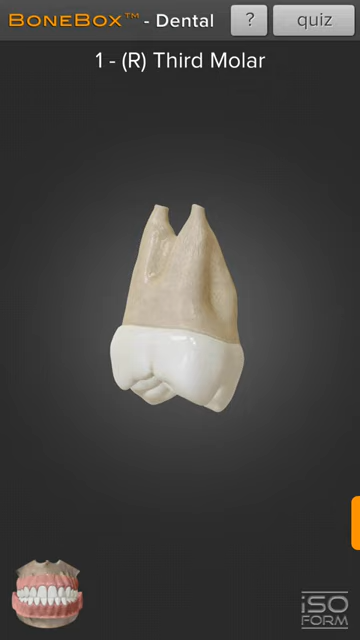 BoneBox™ - Dental
?
quiz
1 - (R) Third Molar
iSO
FORM